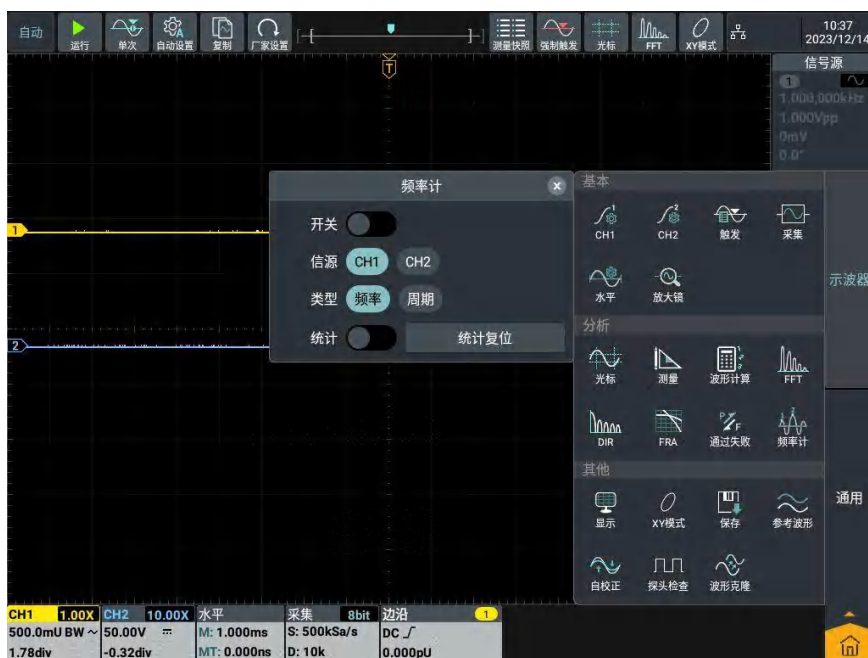 自动
运行
单次
自动设置
复制
厂家设置
测量快照
强制触发
光标
FFT
XY模式
10:37
2023/12/14
T
信号源
1
1.000,000kHz
1.000Vpp
0mV
0.0°
频率计
开关
信源 CH1 CH2
类型 频率 周期
统计 统计复位
基本
CH1 CH2 触发 采集
水平 放大镜
分析
光标 测量 波形计算 FFT
DIR FRA 通过失败 频率计
其他
显示 XY模式 保存 参考波形
自校正 探头检查 波形克隆
示波器
通用
1
2
CH1 1.00X CH2 10.00X 水平 采集 8bit 边沿 1
500.0mU BW 50.00V M: 1.000ms S: 500kSa/s DC
1.78div -0.32div MT: 0.000ns D: 10k 0.000pU